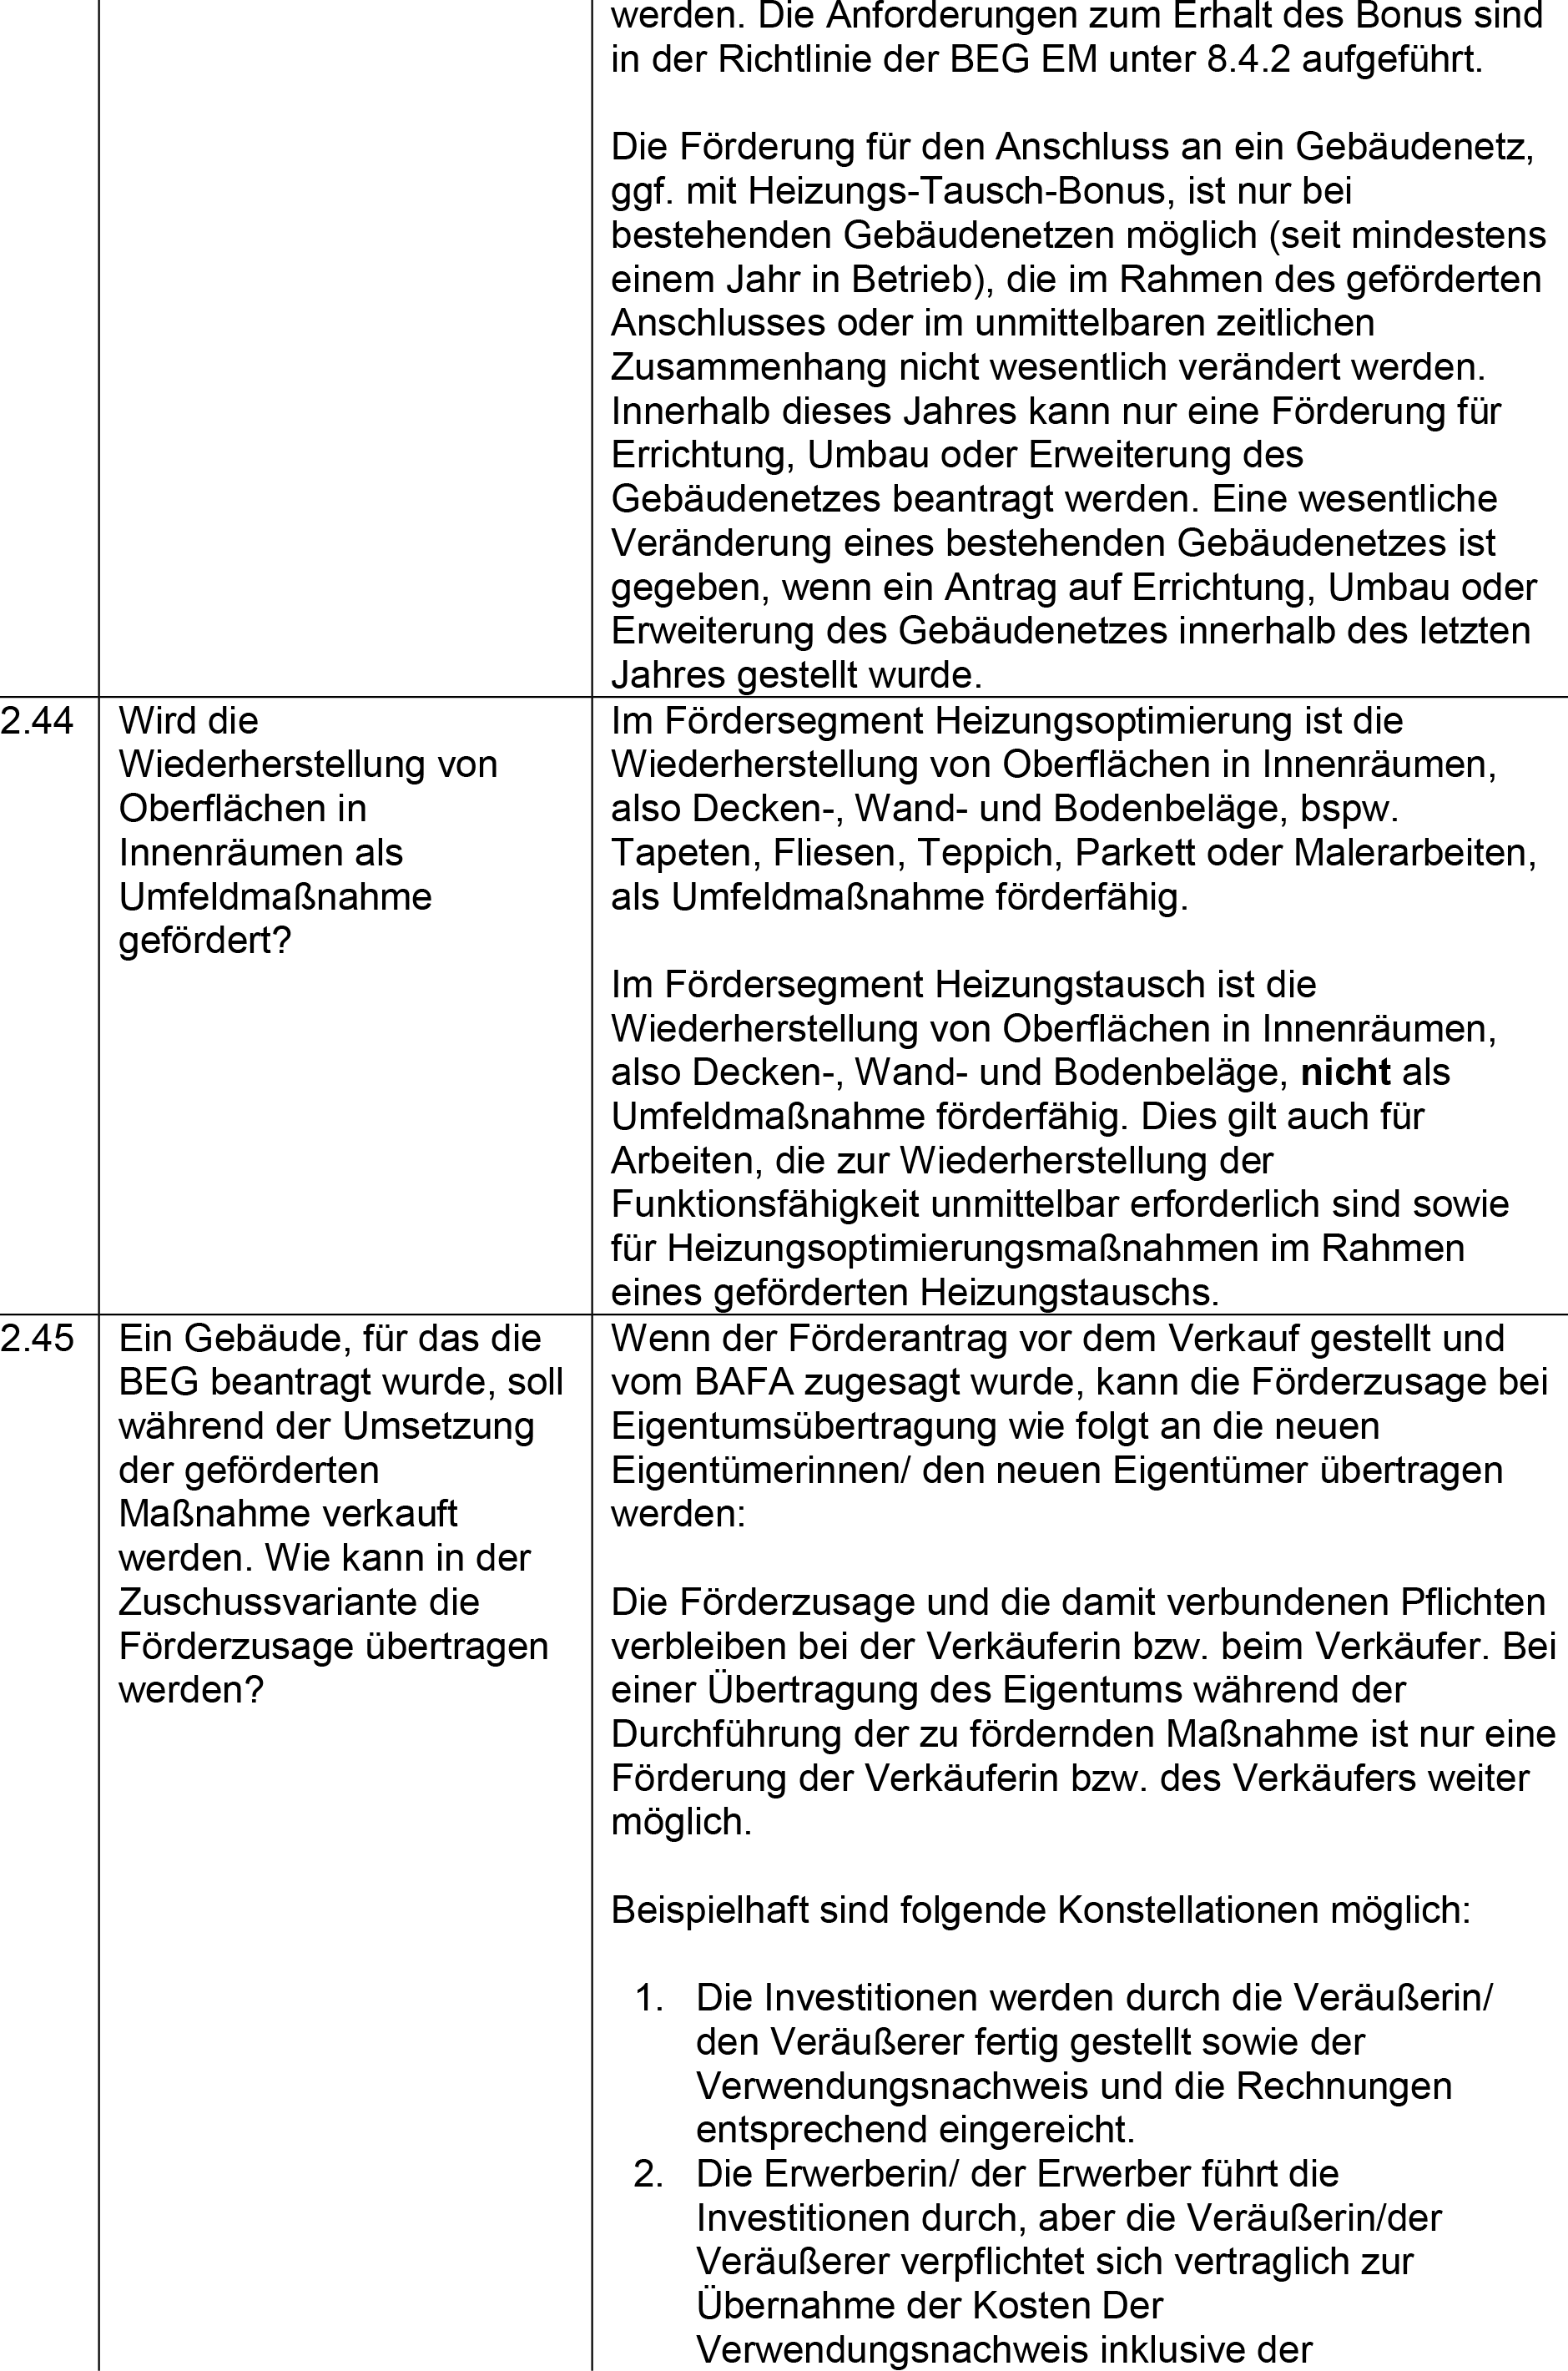 werden. Die Anforderungen zum Erhalt des Bonus sind
in der Richtlinie der BEG EM unter 8.4.2 aufgeführt.
Die Förderung für den Anschluss an ein Gebäudenetz,
ggf. mit Heizungs-Tausch-Bonus, ist nur bei
bestehenden Gebäudenetzen möglich (seit mindestens
einem Jahr in Betrieb), die im Rahmen des geförderten
Anschlusses oder im unmittelbaren zeitlichen
Zusammenhang nicht wesentlich verändert werden.
Innerhalb dieses Jahres kann nur eine Förderung für
Errichtung, Umbau oder Erweiterung des
Gebäudenetzes beantragt werden. Eine wesentliche
Veränderung eines bestehenden Gebäudenetzes ist
gegeben, wenn ein Antrag auf Errichtung, Umbau oder
Erweiterung des Gebäudenetzes innerhalb des letzten
Jahres gestellt wurde.
2.44
Wird die
Wiederherstellung von
Oberflächen in
Innenräumen als
Umfeldmaßnahme
gefördert?
Im Fördersegment Heizungsoptimierung ist die
Wiederherstellung von Oberflächen in Innenräumen,
also Decken-, Wand- und Bodenbeläge, bspw.
Tapeten, Fliesen, Teppich, Parkett oder Malerarbeiten,
als Umfeldmaßnahme förderfähig.
Im Fördersegment Heizungstausch ist die
Wiederherstellung von Oberflächen in Innenräumen,
also Decken-, Wand- und Bodenbeläge, nicht als
Umfeldmaßnahme förderfähig. Dies gilt auch für
Arbeiten, die zur Wiederherstellung der
Funktionsfähigkeit unmittelbar erforderlich sind sowie
für Heizungsoptimierungsmaßnahmen im Rahmen
eines geförderten Heizungstauschs.
2.45
Ein Gebäude, für das die
BEG beantragt wurde, soll
während der Umsetzung
der geförderten
Maßnahme verkauft
werden. Wie kann in der
Zuschussvariante die
Förderzusage übertragen
werden?
Wenn der Förderantrag vor dem Verkauf gestellt und
vom BAFA zugesagt wurde, kann die Förderzusage bei
Eigentumsübertragung wie folgt an die neuen
Eigentümerinnen/ den neuen Eigentümer übertragen
werden:
Die Förderzusage und die damit verbundenen Pflichten
verbleiben bei der Verkäuferin bzw. beim Verkäufer. Bei
einer Übertragung des Eigentums während der
Durchführung der zu fördernden Maßnahme ist nur eine
Förderung der Verkäuferin bzw. des Verkäufers weiter
möglich.
Beispielhaft sind folgende Konstellationen möglich:
1. Die Investitionen werden durch die Veräußerin/
den Veräußerer fertig gestellt sowie der
Verwendungsnachweis und die Rechnungen
entsprechend eingereicht.
2. Die Erwerberin/ der Erwerber führt die
Investitionen durch, aber die Veräußerin/der
Veräußerer verpflichtet sich vertraglich zur
Übernahme der Kosten Der
Verwendungsnachweis inklusive der